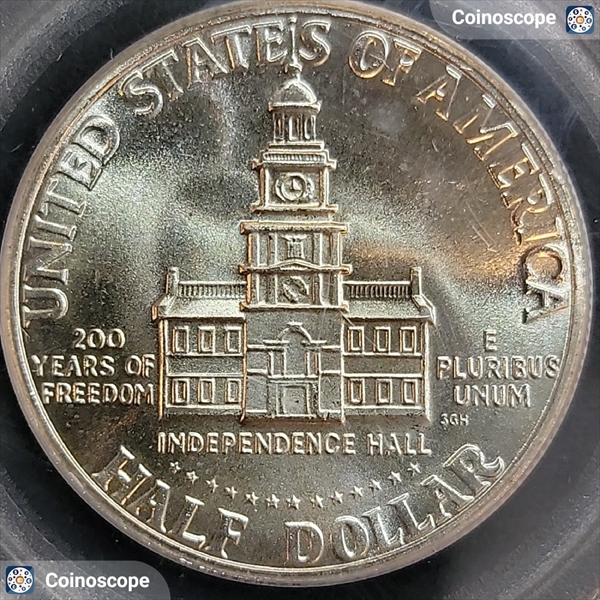 Coinoscope
UNITED STATES OF AMERICA
200
YEARS OF
FREEDOM
E
PLURIBUS
UNUM
SGH
INDEPENDENCE HALL
HALF DOLLAR
Coinoscope